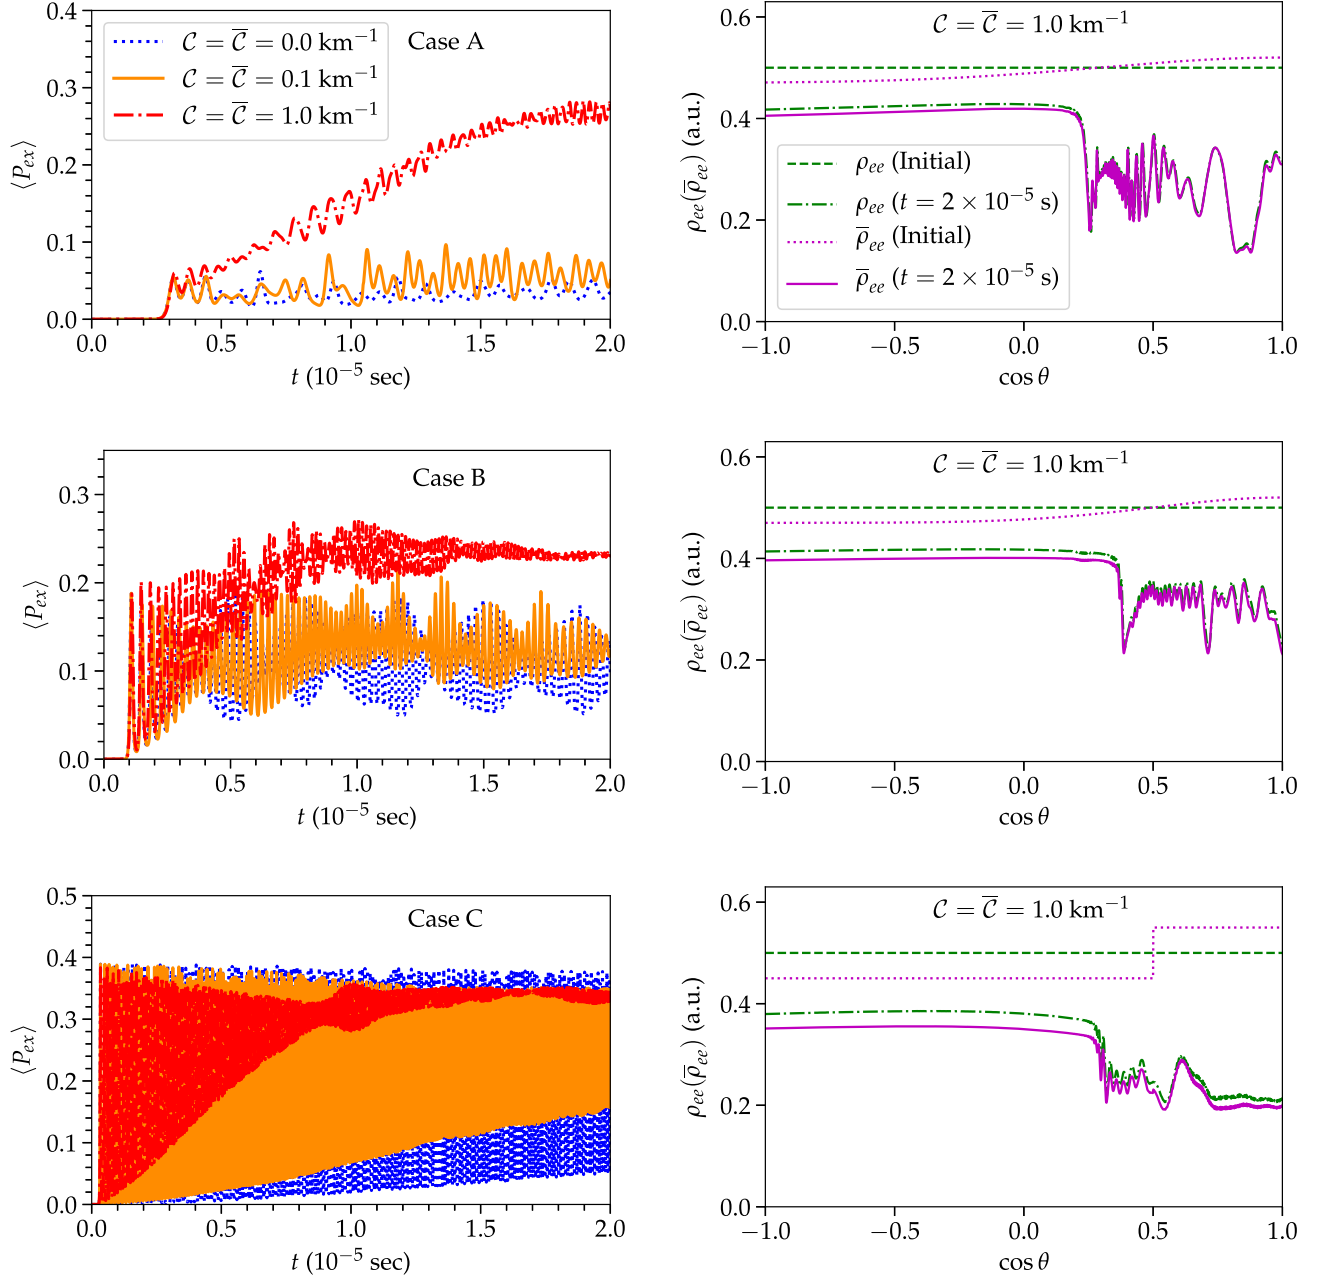 C = C̅ = 0.0 km⁻¹
C = C̅ = 0.1 km⁻¹
C = C̅ = 1.0 km⁻¹
Case A
0.4
0.3
0.2
0.1
0.0
⟨P_ex⟩
0.0 0.5 1.0 1.5 2.0
t (10⁻⁵ sec)
C = C̅ = 1.0 km⁻¹
0.6
0.4
0.2
0.0
ρ_ee(ρ̅_ee) (a.u.)
ρ_ee (Initial)
ρ_ee (t = 2 × 10⁻⁵ s)
ρ̅_ee (Initial)
ρ̅_ee (t = 2 × 10⁻⁵ s)
−1.0 −0.5 0.0 0.5 1.0
cos θ
Case B
0.3
0.2
0.1
0.0
⟨P_ex⟩
0.0 0.5 1.0 1.5 2.0
t (10⁻⁵ sec)
C = C̅ = 1.0 km⁻¹
0.6
0.4
0.2
0.0
ρ_ee(ρ̅_ee) (a.u.)
−1.0 −0.5 0.0 0.5 1.0
cos θ
Case C
0.5
0.4
0.3
0.2
0.1
0.0
⟨P_ex⟩
0.0 0.5 1.0 1.5 2.0
t (10⁻⁵ sec)
C = C̅ = 1.0 km⁻¹
0.6
0.4
0.2
0.0
ρ_ee(ρ̅_ee) (a.u.)
−1.0 −0.5 0.0 0.5 1.0
cos θ